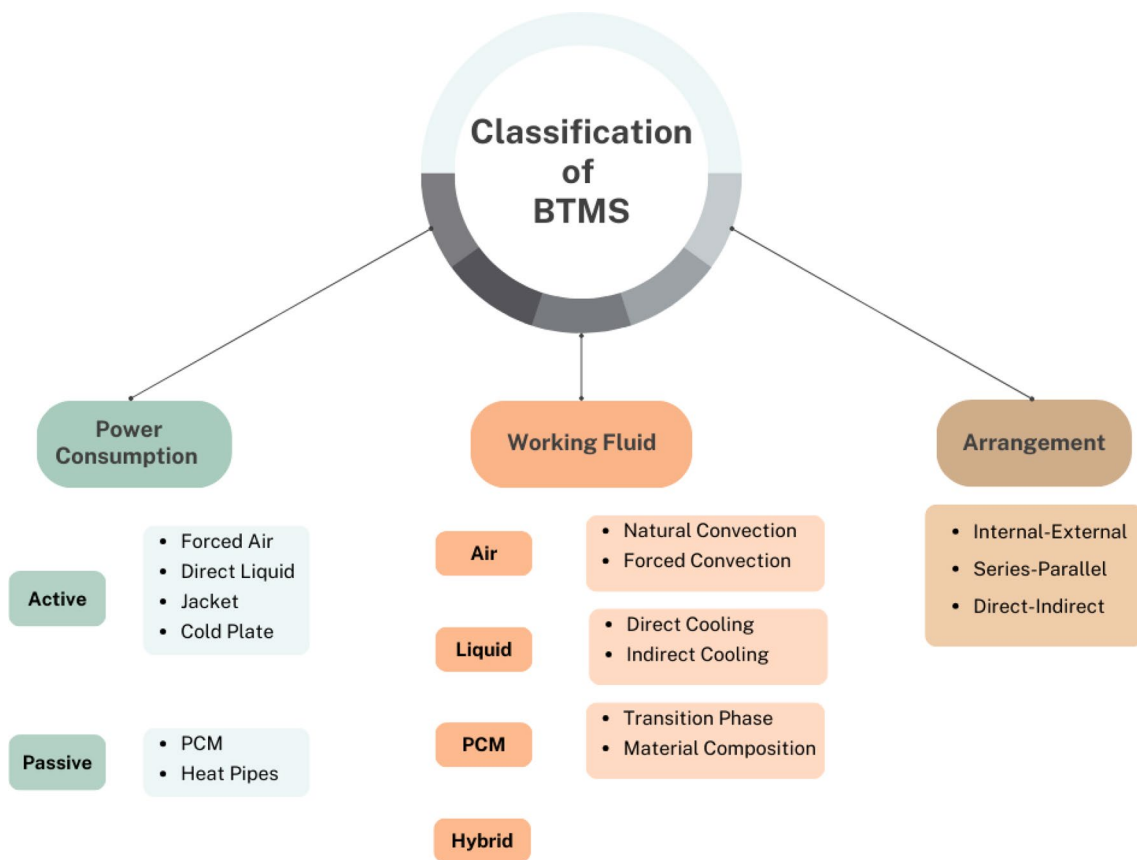 Classification
of
BTMS
Power
Consumption
Active
• Forced Air
• Direct Liquid
• Jacket
• Cold Plate
Passive
• PCM
• Heat Pipes
Working Fluid
Air
• Natural Convection
• Forced Convection
Liquid
• Direct Cooling
• Indirect Cooling
PCM
• Transition Phase
• Material Composition
Hybrid
Arrangement
• Internal-External
• Series-Parallel
• Direct-Indirect